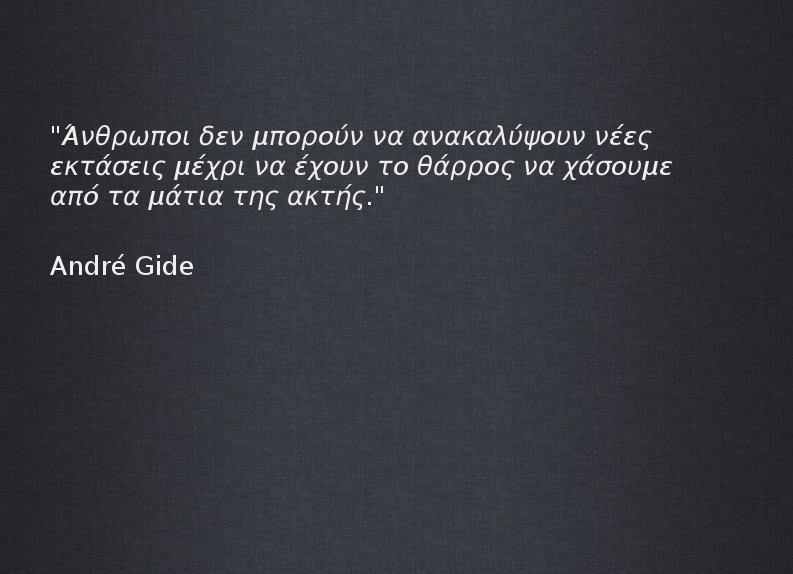 "Άνθρωποι δεν μπορούν να ανακαλύψουν νέες
εκτάσεις μέχρι να έχουν το θάρρος να χάσουμε
από τα μάτια της ακτής."
André Gide